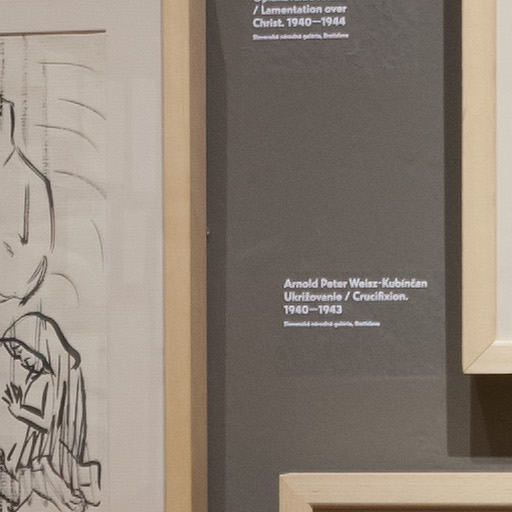 / Lamentation over
Christ. 1940—1944
Slovenská národná galéria, Bratislava
Arnold Peter Weisz-Kubínčan
Ukrižovanie / Crucifixion.
1940—1943
Slovenská národná galéria, Bratislava